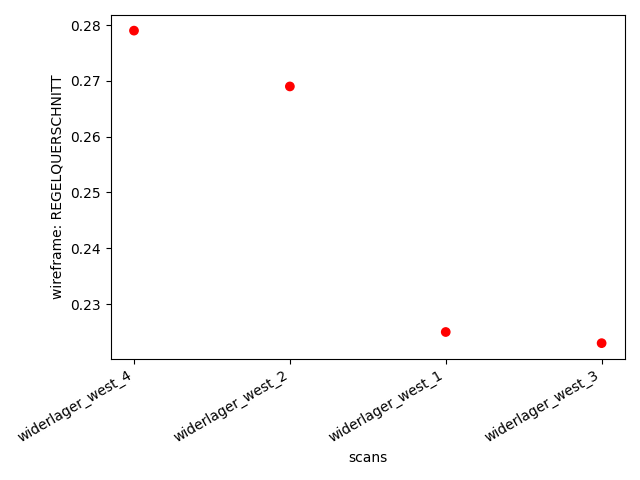 0.28
0.27
0.26
0.25
0.24
0.23
wireframe: REGELQUERSCHNITT
widerlager_west_4
widerlager_west_2
widerlager_west_1
widerlager_west_3
scans